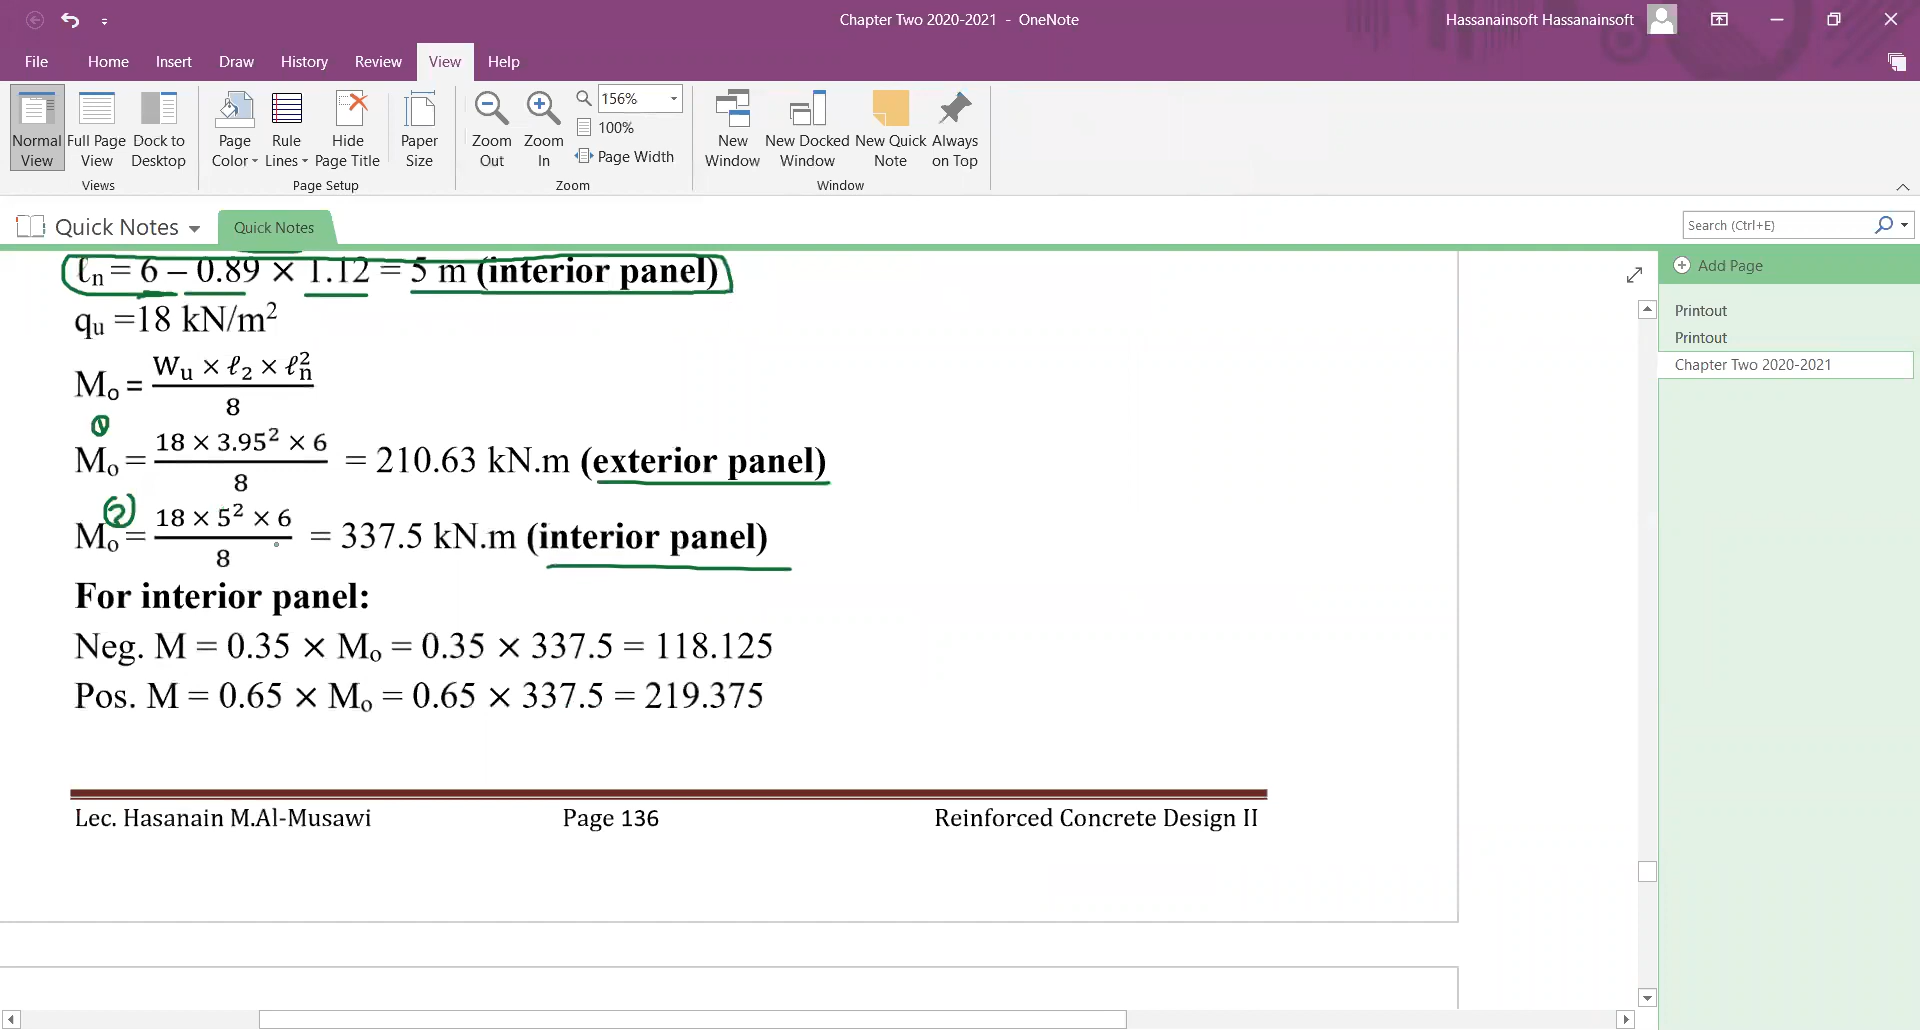 Chapter Two 2020-2021 - OneNote
Hassanainsoft Hassanainsoft
File Home Insert Draw History Review View Help
Normal View
Full Page View
Dock to Desktop
Views
Page Color
Rule Lines
Hide Page Title
Paper Size
Page Setup
Zoom Out
Zoom In
156%
100%
Page Width
Zoom
New Window
New Docked Window
New Quick Note
Always on Top
Window
Quick Notes
Quick Notes
Search (Ctrl+E)
ℓn = 6 – 0.89 × 1.12 = 5 m (interior panel)
qu =18 kN/m²
Mo = (Wu × ℓ2 × ℓn²) / 8
①
Mo = (18 × 3.95² × 6) / 8 = 210.63 kN.m (exterior panel)
②
Mo = (18 × 5² × 6) / 8 = 337.5 kN.m (interior panel)
For interior panel:
Neg. M = 0.35 × Mo = 0.35 × 337.5 = 118.125
Pos. M = 0.65 × Mo = 0.65 × 337.5 = 219.375
Lec. Hasanain M.Al-Musawi Page 136 Reinforced Concrete Design II
Add Page
Printout
Printout
Chapter Two 2020-2021